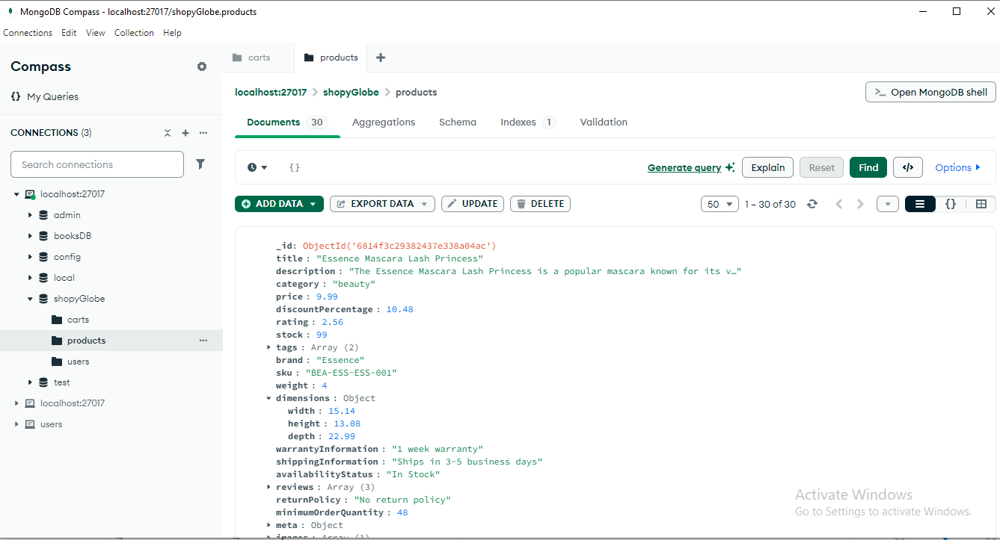 MongoDB Compass - localhost:27017/shopyGlobe.products
Connections Edit View Collection Help
Compass
{} My Queries
CONNECTIONS (3)
Search connections
localhost:27017
admin
booksDB
config
local
shopyGlobe
carts
products
users
test
localhost:27017
users
carts
products
localhost:27017 > shopyGlobe > products
>_ Open MongoDB shell
Documents 30 Aggregations Schema Indexes 1 Validation
{} Generate query Explain Reset Find </> Options
ADD DATA EXPORT DATA UPDATE DELETE 50 1 – 30 of 30 {}
_id: ObjectId('6814f3c29382437e338a04ac')
title : "Essence Mascara Lash Princess"
description : "The Essence Mascara Lash Princess is a popular mascara known for its v…"
category : "beauty"
price : 9.99
discountPercentage : 10.48
rating : 2.56
stock : 99
tags : Array (2)
brand : "Essence"
sku : "BEA-ESS-ESS-001"
weight : 4
dimensions : Object
width : 15.14
height : 13.08
depth : 22.99
warrantyInformation : "1 week warranty"
shippingInformation : "Ships in 3-5 business days"
availabilityStatus : "In Stock"
reviews : Array (3)
returnPolicy : "No return policy"
minimumOrderQuantity : 48
meta : Object
images : Array (1)
Activate Windows
Go to Settings to activate Windows.